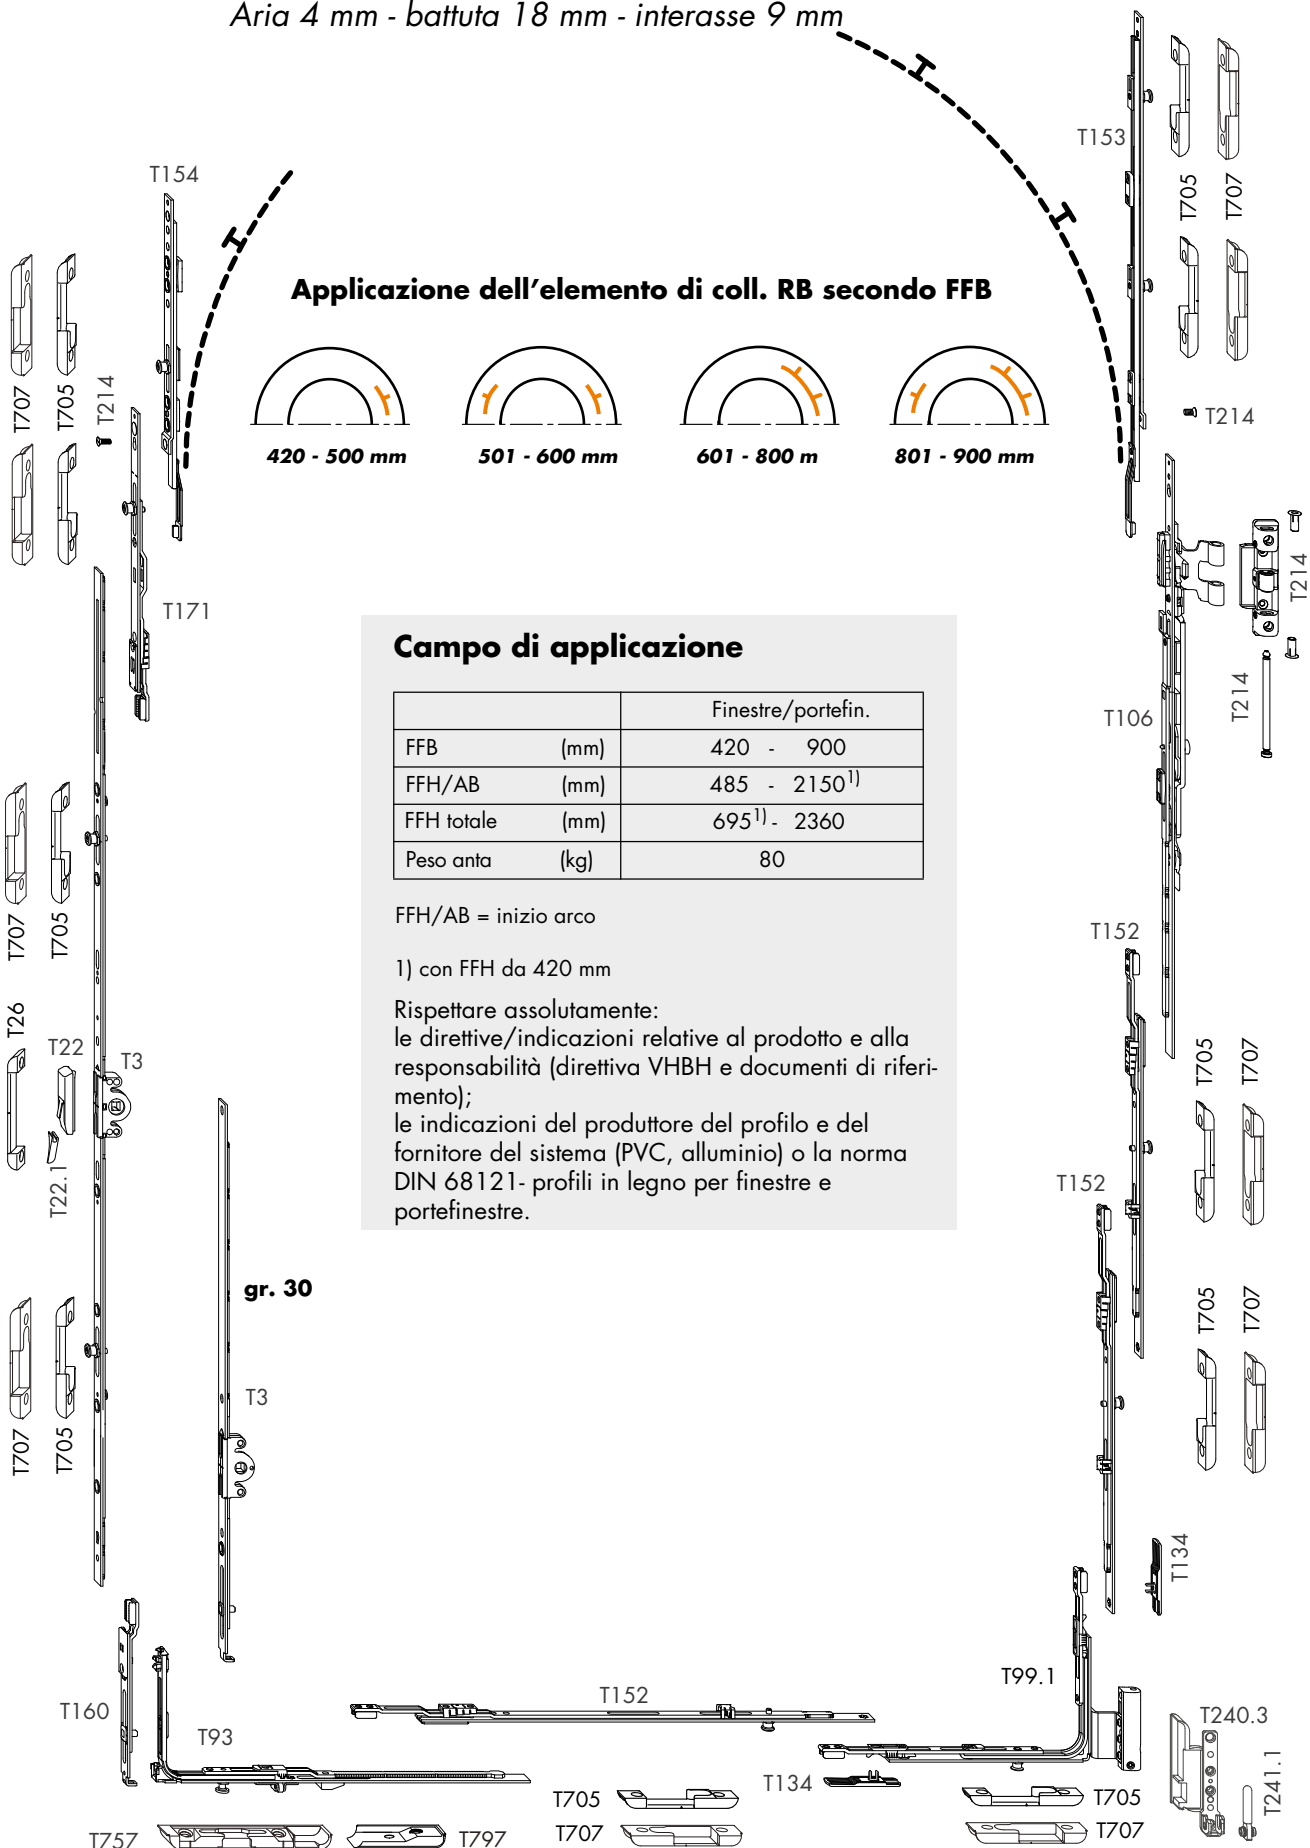 Aria 4 mm - battuta 18 mm - interasse 9 mm
T153
T154
T705
T707
Applicazione dell'elemento di coll. RB secondo FFB
T707
T705
T214
T214
420 - 500 mm
501 - 600 mm
601 - 800 m
801 - 900 mm
T214
T171
T214
T106
Campo di applicazione
Finestre/portefin.
FFB (mm) 420 - 900
FFH/AB (mm) 485 - 2150¹⁾
FFH totale (mm) 695¹⁾ - 2360
Peso anta (kg) 80
FFH/AB = inizio arco
1) con FFH da 420 mm
Rispettare assolutamente:
le direttive/indicazioni relative al prodotto e alla
responsabilità (direttiva VHBH e documenti di riferi-
mento);
le indicazioni del produttore del profilo e del
fornitore del sistema (PVC, alluminio) o la norma
DIN 68121- profili in legno per finestre e
portefinestre.
T707
T705
T152
T26
T22
T3
T705
T707
T22.1
T152
gr. 30
T705
T707
T3
T707
T705
T134
T99.1
T160
T152
T93
T240.3
T134
T241.1
T705
T705
T757
T797
T707
T707